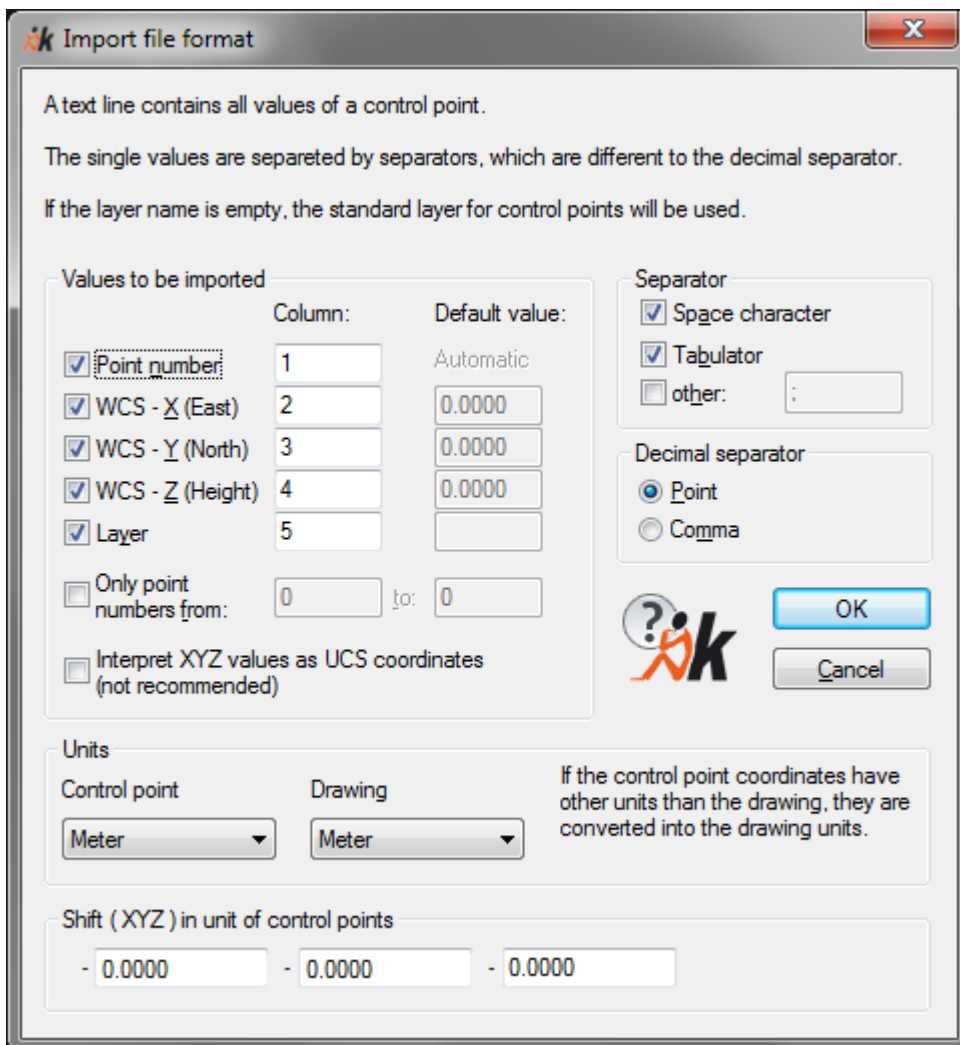 Import file format
A text line contains all values of a control point.
The single values are separeted by separators, which are different to the decimal separator.
If the layer name is empty, the standard layer for control points will be used.
Values to be imported
Column: Default value:
Point number 1 Automatic
WCS - X (East) 2 0.0000
WCS - Y (North) 3 0.0000
WCS - Z (Height) 4 0.0000
Layer 5
Only point
numbers from: 0 to: 0
Interpret XYZ values as UCS coordinates
(not recommended)
Separator
Space character
Tabulator
other: ;
Decimal separator
Point
Comma
?k
OK
Cancel
Units
Control point Drawing
Meter Meter
If the control point coordinates have
other units than the drawing, they are
converted into the drawing units.
Shift ( XYZ ) in unit of control points
- 0.0000 - 0.0000 - 0.0000